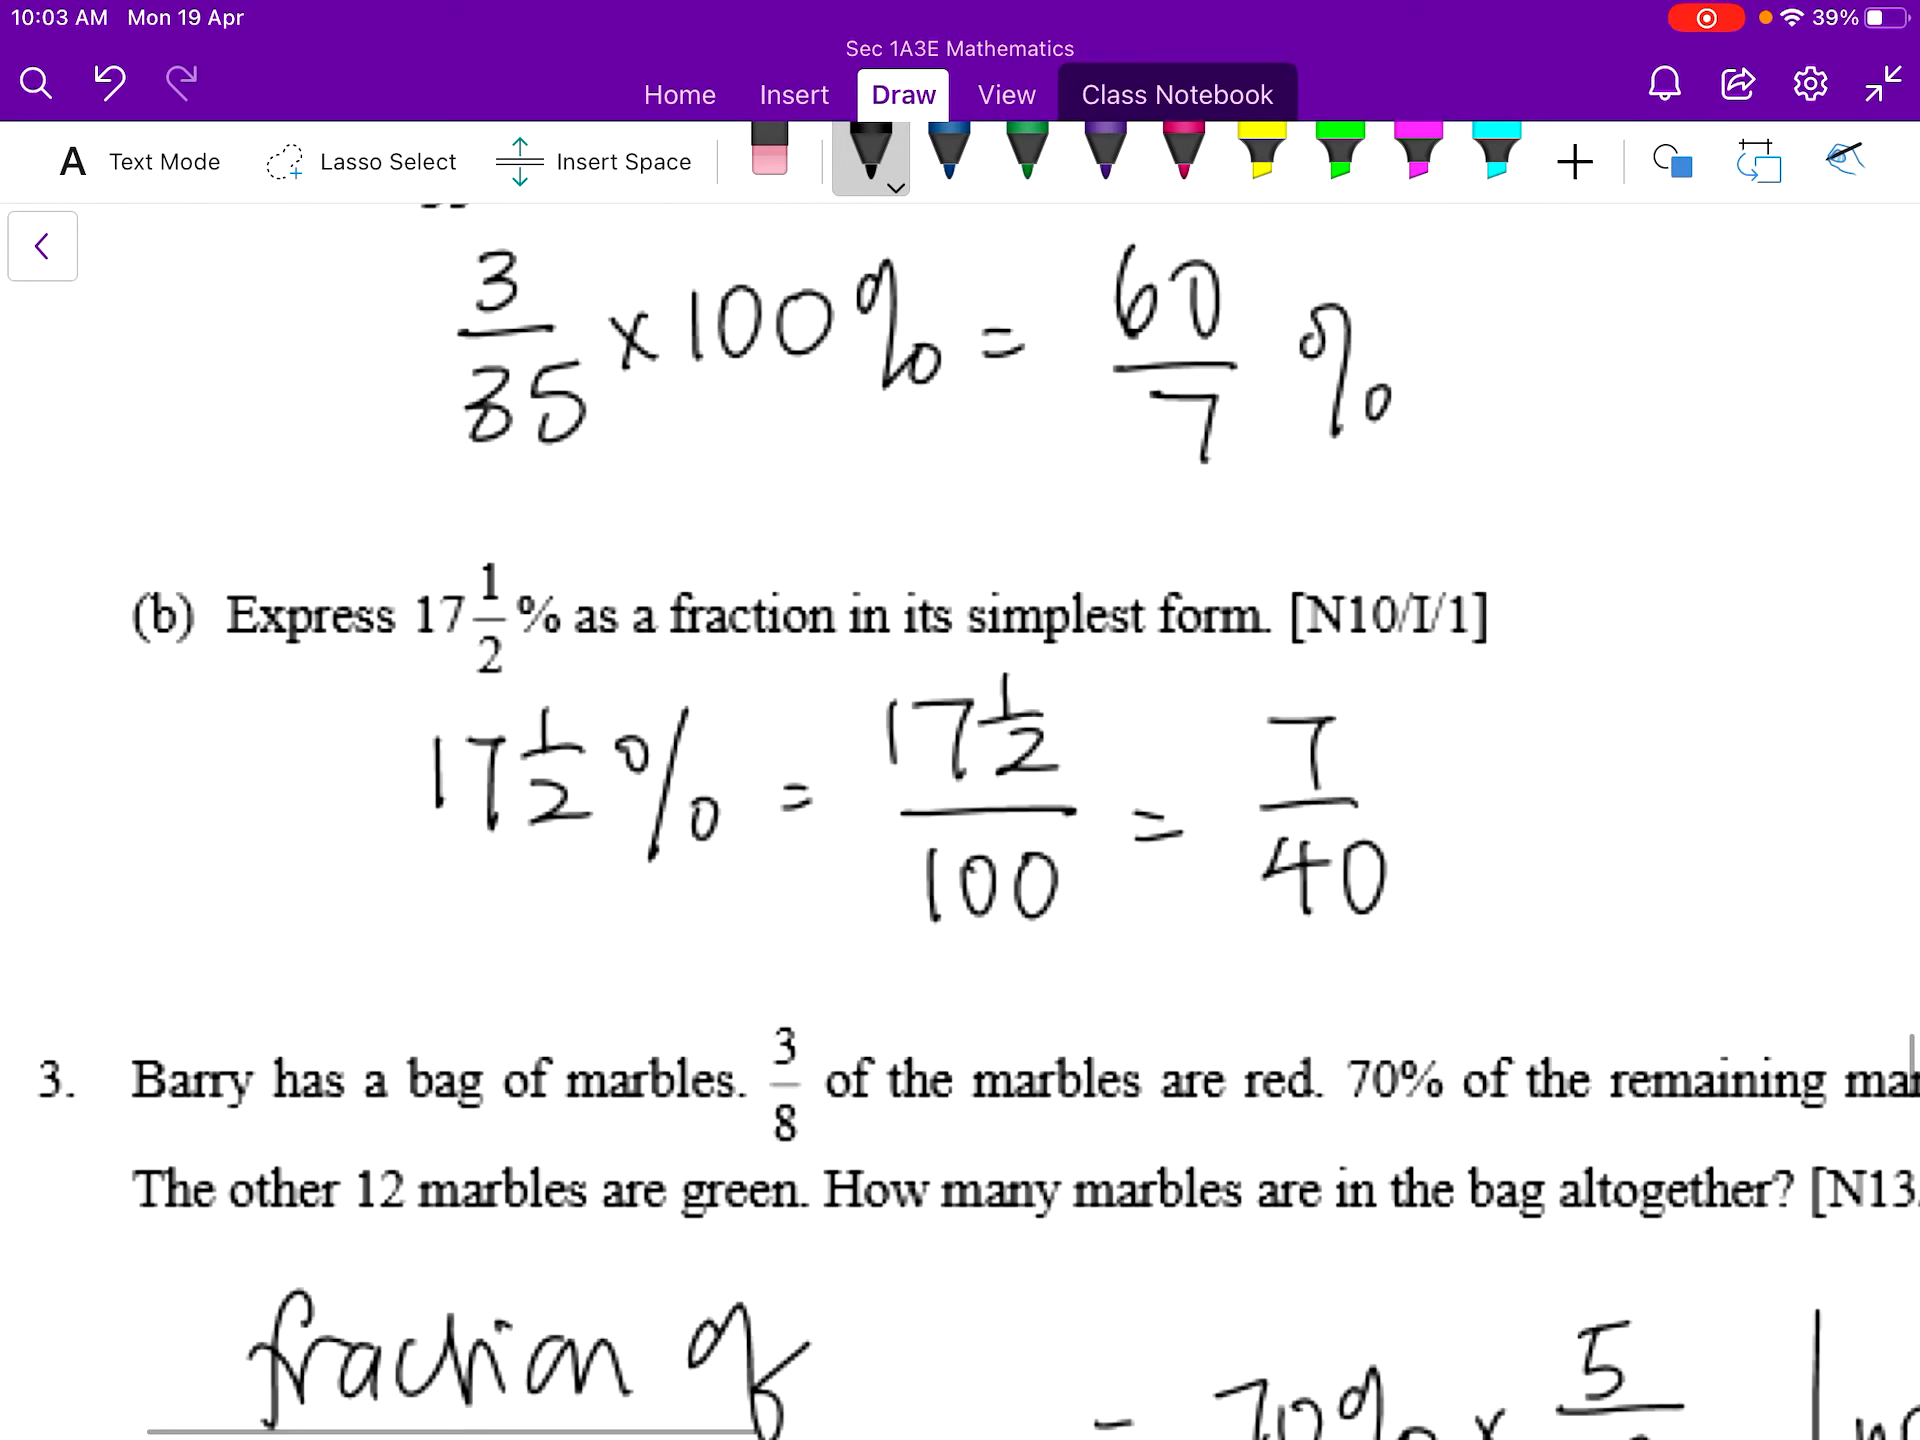 10:03 AM Mon 19 Apr
39%
Sec 1A3E Mathematics
Home Insert Draw View Class Notebook
A Text Mode Lasso Select Insert Space
3/35 × 100% = 60/7 %
(b) Express 17 1/2 % as a fraction in its simplest form. [N10/I/1]
17 1/2 % = 17 1/2 / 100 = 7/40
3. Barry has a bag of marbles. 3/8 of the marbles are red. 70% of the remaining
The other 12 marbles are green. How many marbles are in the bag altogether? [N13
fraction of
= 70% × 5